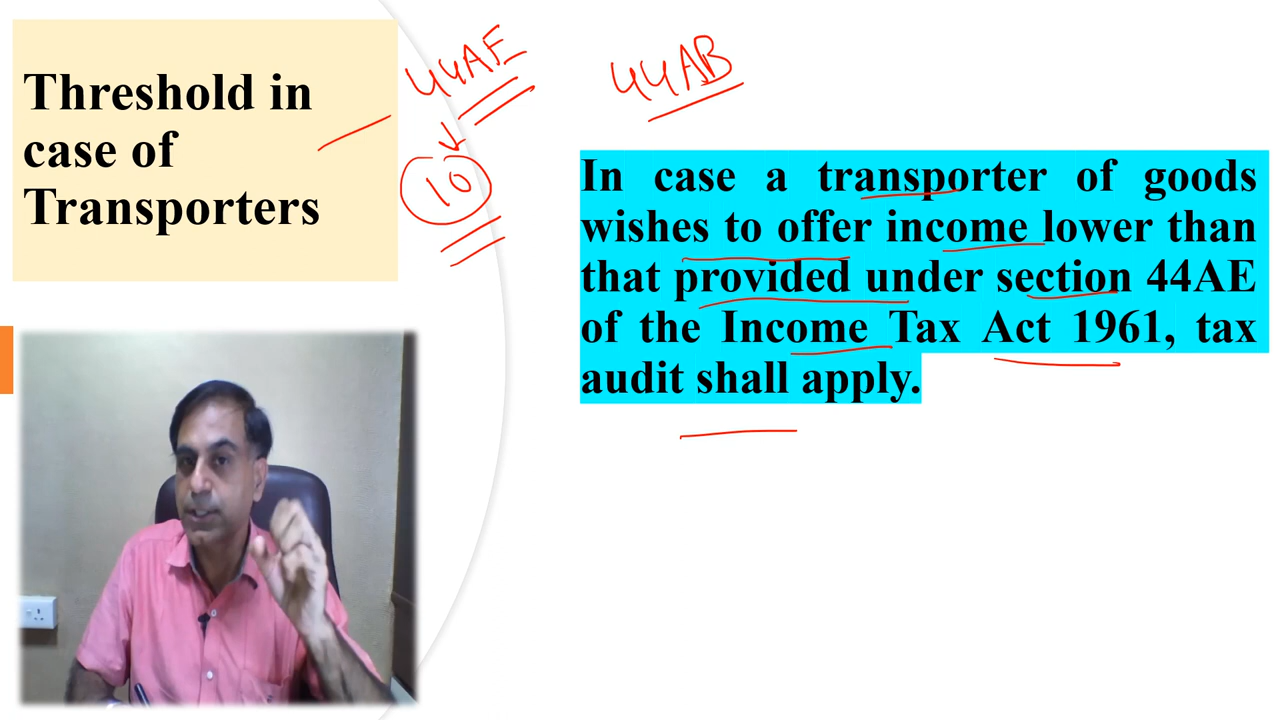 Threshold in
case of
Transporters
44AE
10
44AB
In case a transporter of goods
wishes to offer income lower than
that provided under section 44AE
of the Income Tax Act 1961, tax
audit shall apply.